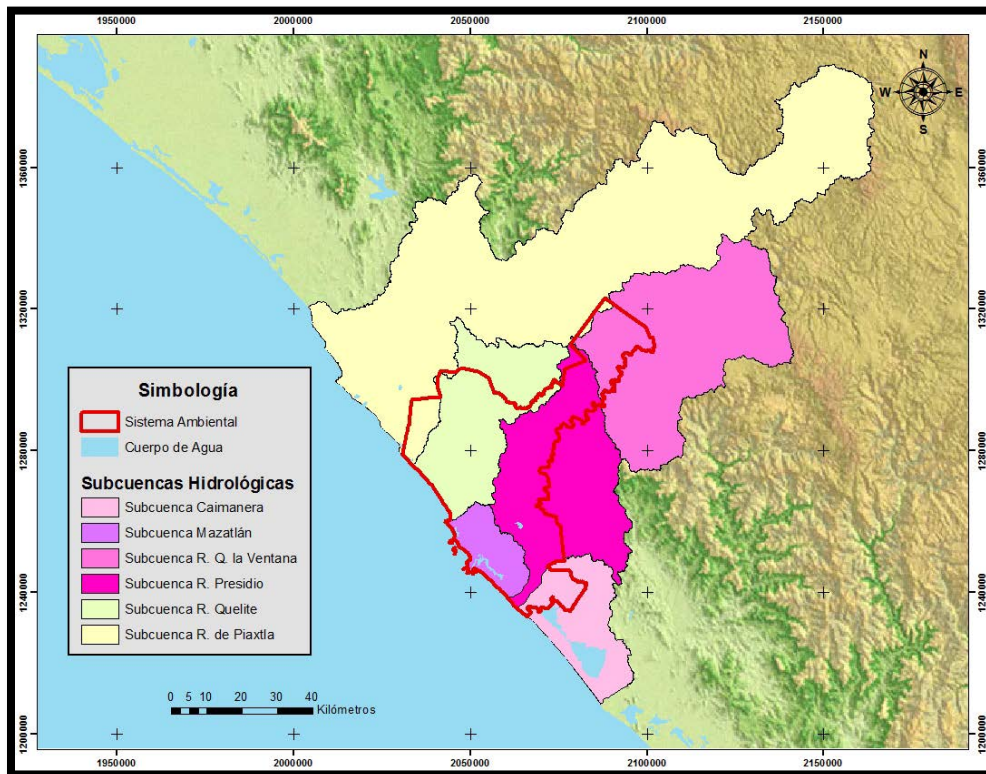 1950000 2000000 2050000 2100000 2150000
N
W E
S
1360000 1360000
1320000 1320000
1280000 1280000
1240000 1240000
1200000 1200000
Simbología
Sistema Ambiental
Cuerpo de Agua
Subcuencas Hidrológicas
Subcuenca Caimanera
Subcuenca Mazatlán
Subcuenca R. Q. la Ventana
Subcuenca R. Presidio
Subcuenca R. Quelite
Subcuenca R. de Piaxtla
0 5 10 20 30 40
Kilómetros
1950000 2000000 2050000 2100000 2150000